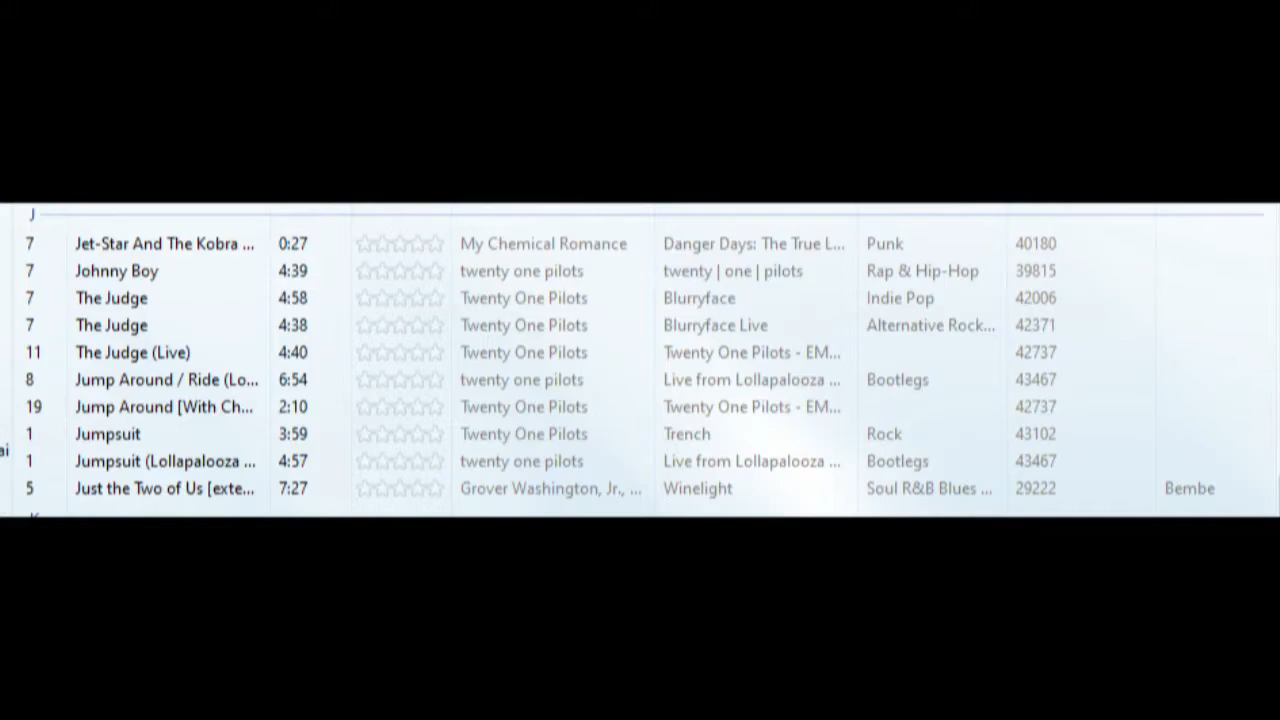 J
7 Jet-Star And The Kobra ... 0:27 My Chemical Romance Danger Days: The True L... Punk 40180
7 Johnny Boy 4:39 twenty one pilots twenty | one | pilots Rap & Hip-Hop 39815
7 The Judge 4:58 Twenty One Pilots Blurryface Indie Pop 42006
7 The Judge 4:38 Twenty One Pilots Blurryface Live Alternative Rock... 42371
11 The Judge (Live) 4:40 Twenty One Pilots Twenty One Pilots - EM... 42737
8 Jump Around / Ride (Lo... 6:54 twenty one pilots Live from Lollapalooza ... Bootlegs 43467
19 Jump Around [With Ch... 2:10 Twenty One Pilots Twenty One Pilots - EM... 42737
1 Jumpsuit 3:59 Twenty One Pilots Trench Rock 43102
ai
1 Jumpsuit (Lollapalooza ... 4:57 twenty one pilots Live from Lollapalooza ... Bootlegs 43467
5 Just the Two of Us [exte... 7:27 Grover Washington, Jr., ... Winelight Soul R&B Blues ... 29222 Bembe